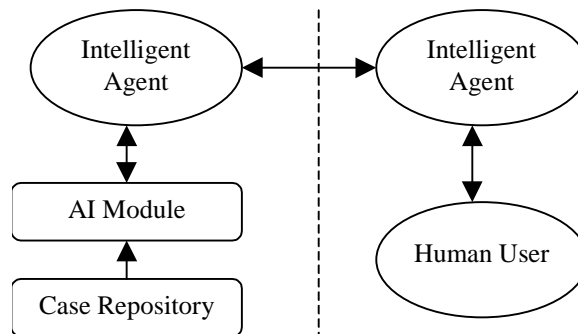 Intelligent
Agent
Intelligent
Agent
AI Module
Human User
Case Repository